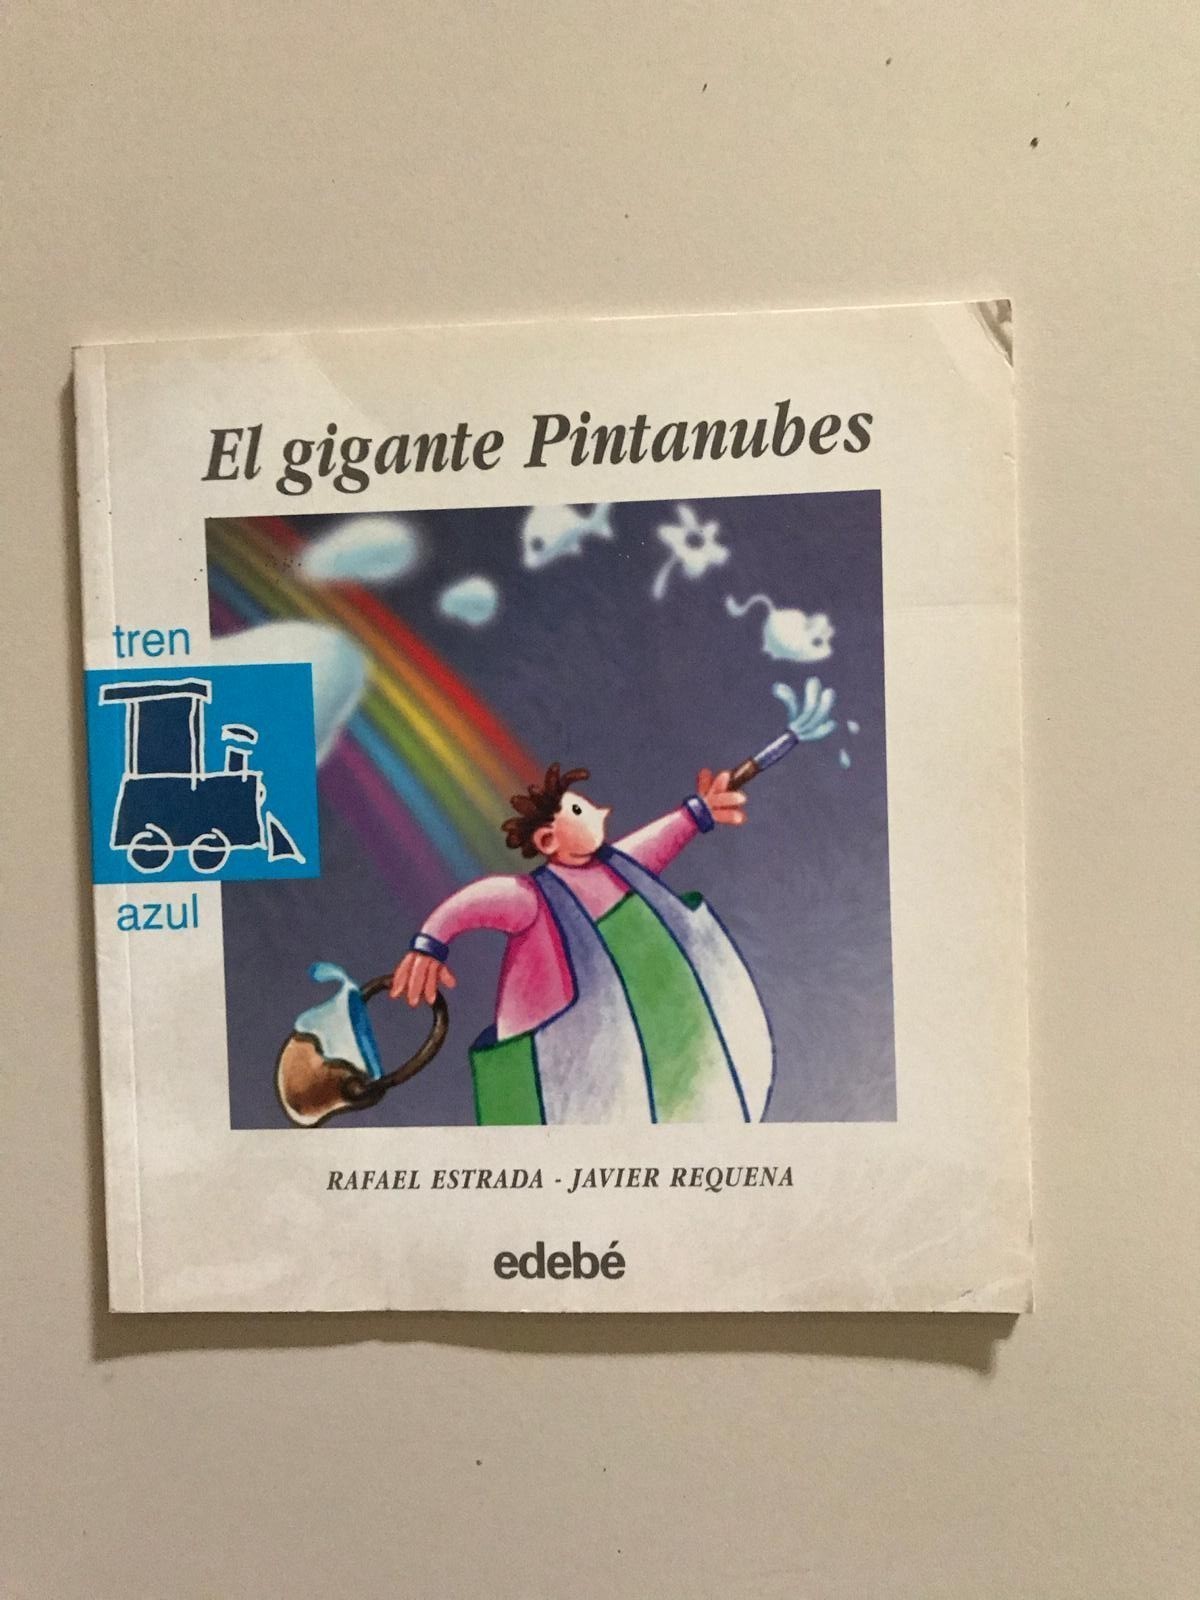 El gigante Pintanubes
tren
azul
RAFAEL ESTRADA - JAVIER REQUENA
edebé